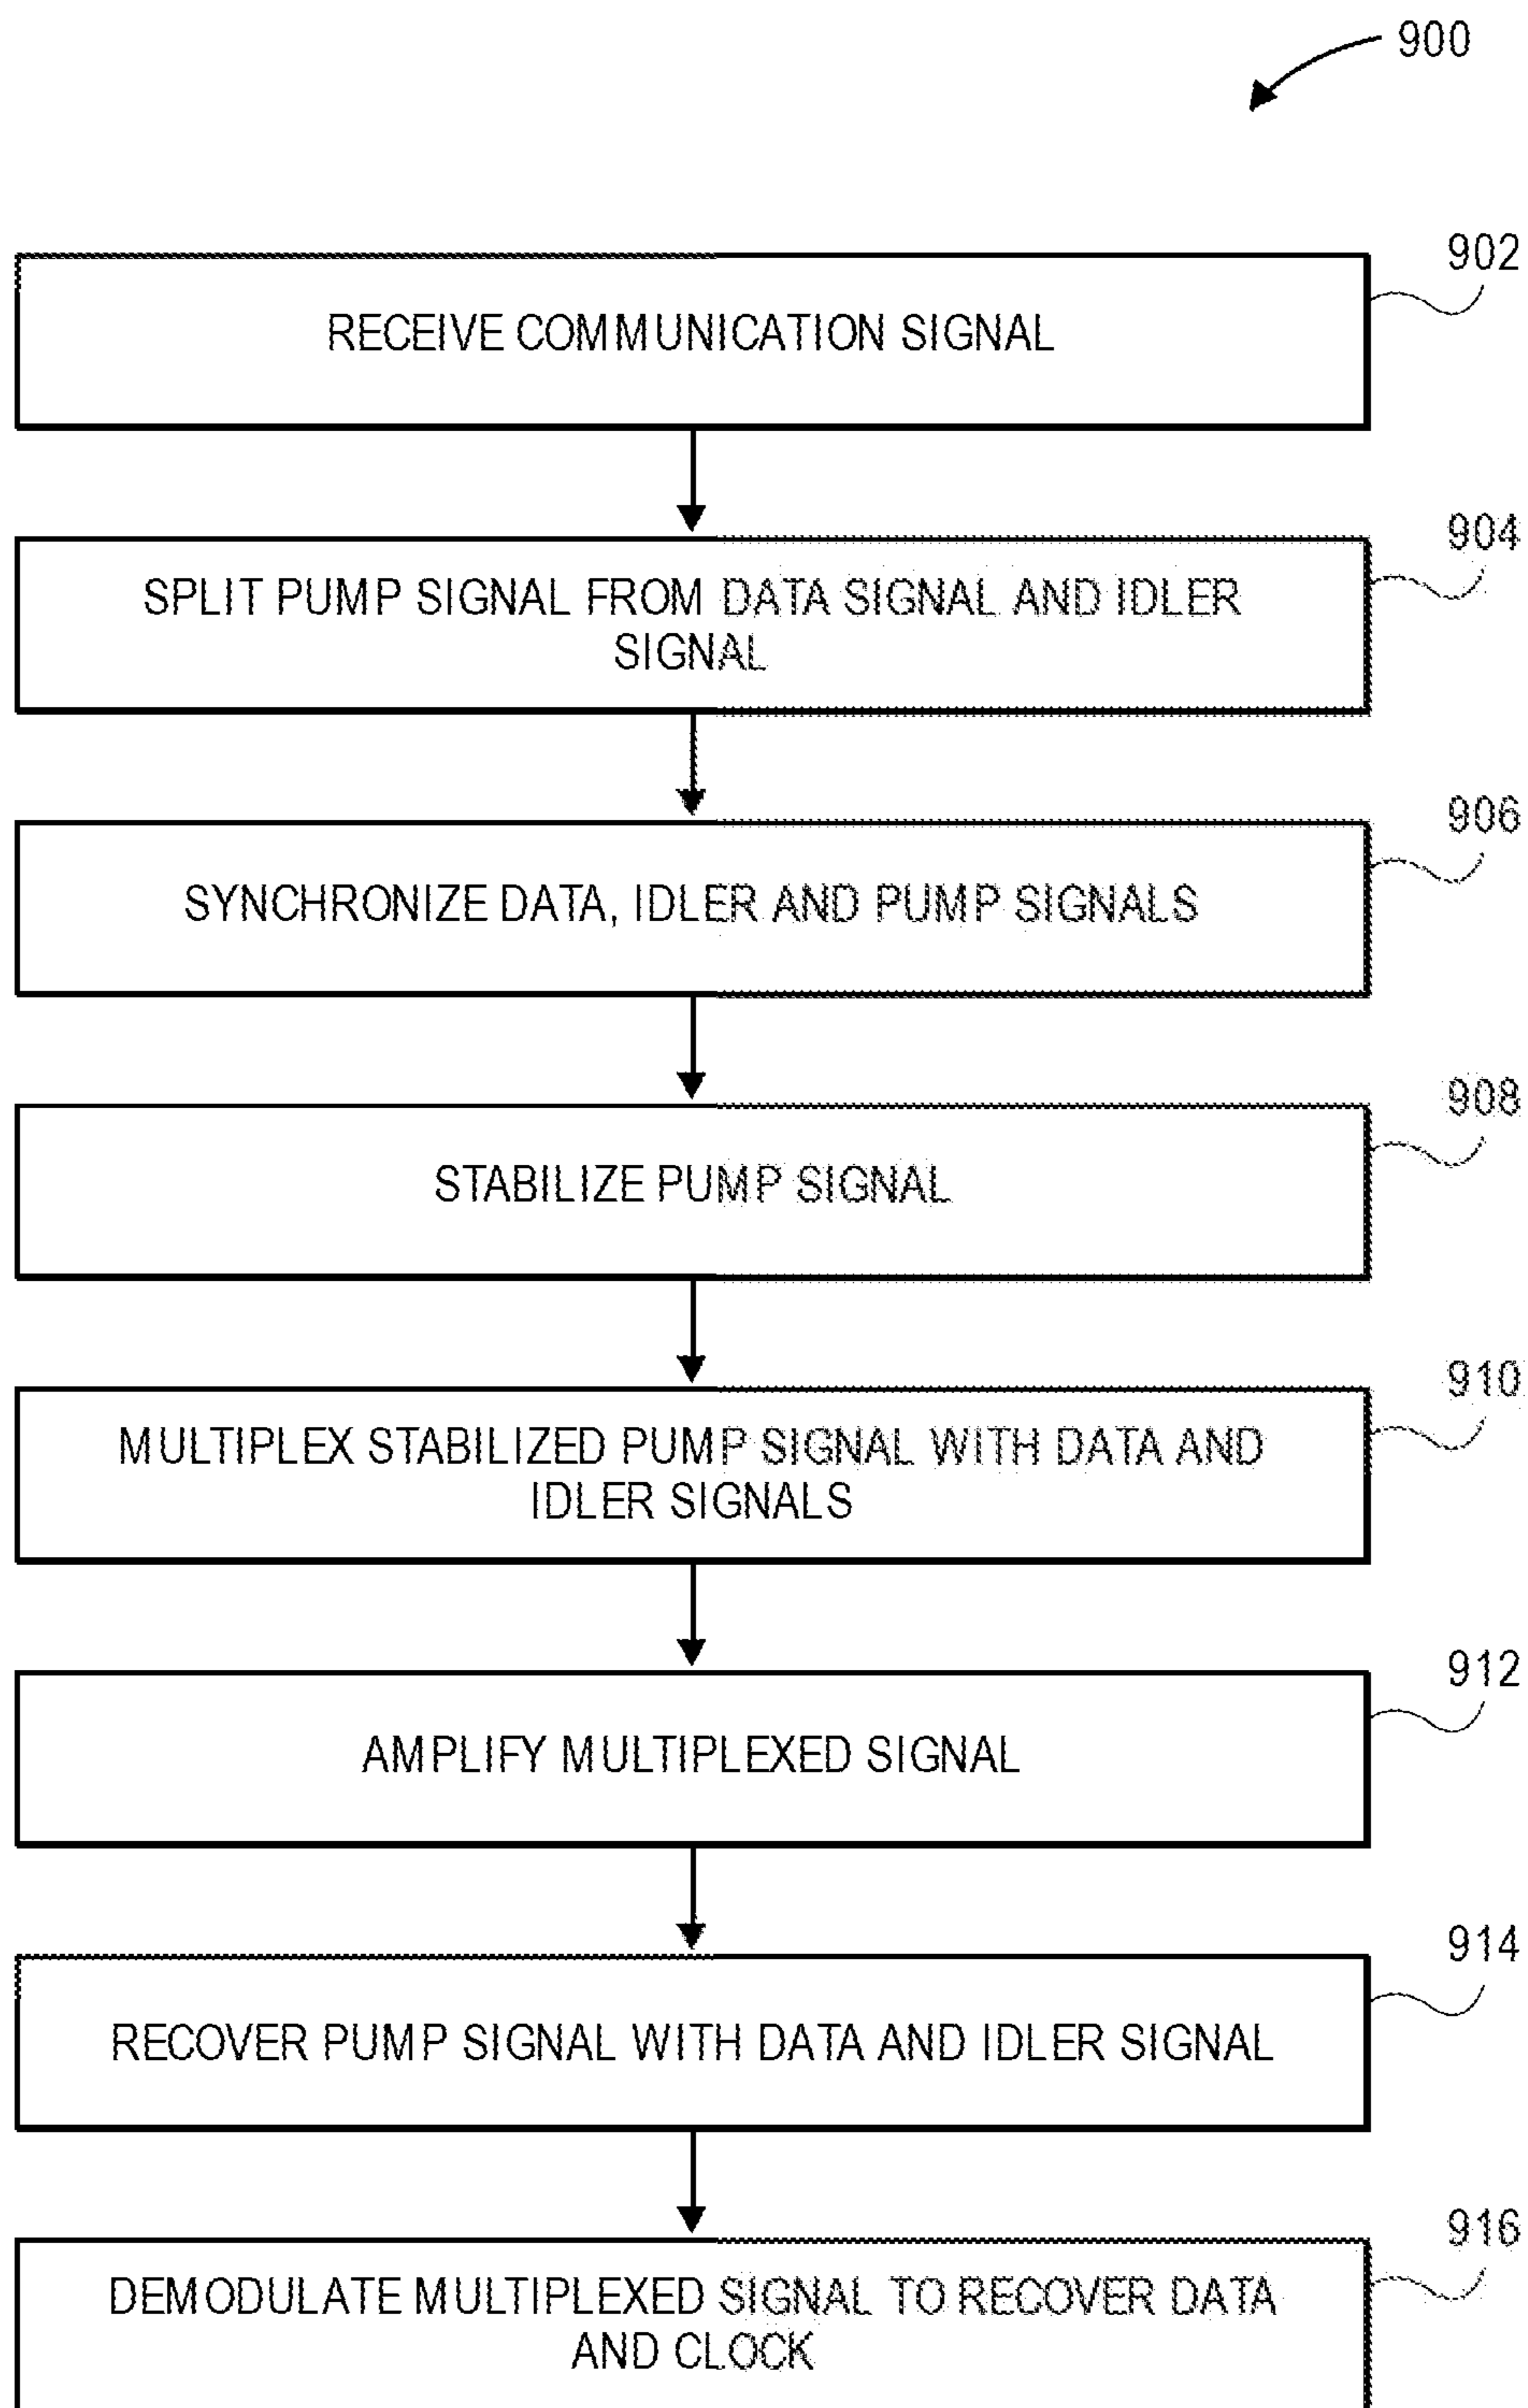 900
902
RECEIVE COMMUNICATION SIGNAL
904
SPLIT PUMP SIGNAL FROM DATA SIGNAL AND IDLER
SIGNAL
906
SYNCHRONIZE DATA, IDLER AND PUMP SIGNALS
908
STABILIZE PUMP SIGNAL
910
MULTIPLEX STABILIZED PUMP SIGNAL WITH DATA AND
IDLER SIGNALS
912
AMPLIFY MULTIPLEXED SIGNAL
914
RECOVER PUMP SIGNAL WITH DATA AND IDLER SIGNAL
916
DEMODULATE MULTIPLEXED SIGNAL TO RECOVER DATA
AND CLOCK